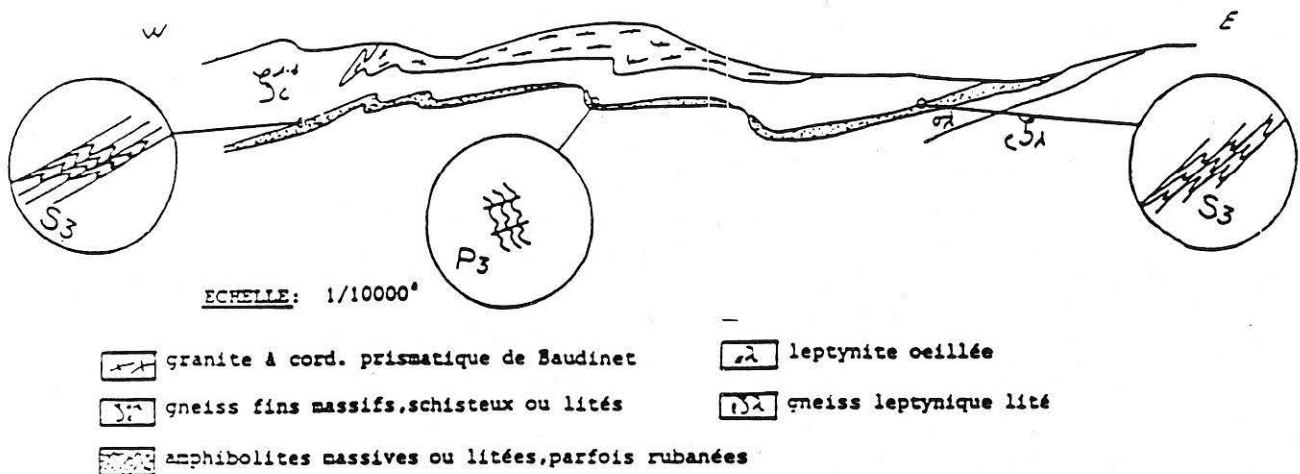 W E
S3
P3
S3
ECHELLE: 1/10000e
granite à cord. prismatique de Baudinet
leptynite oeillée
gneiss fins massifs, schisteux ou lités
gneiss leptynique lité
amphibolites massives ou litées, parfois rubanées